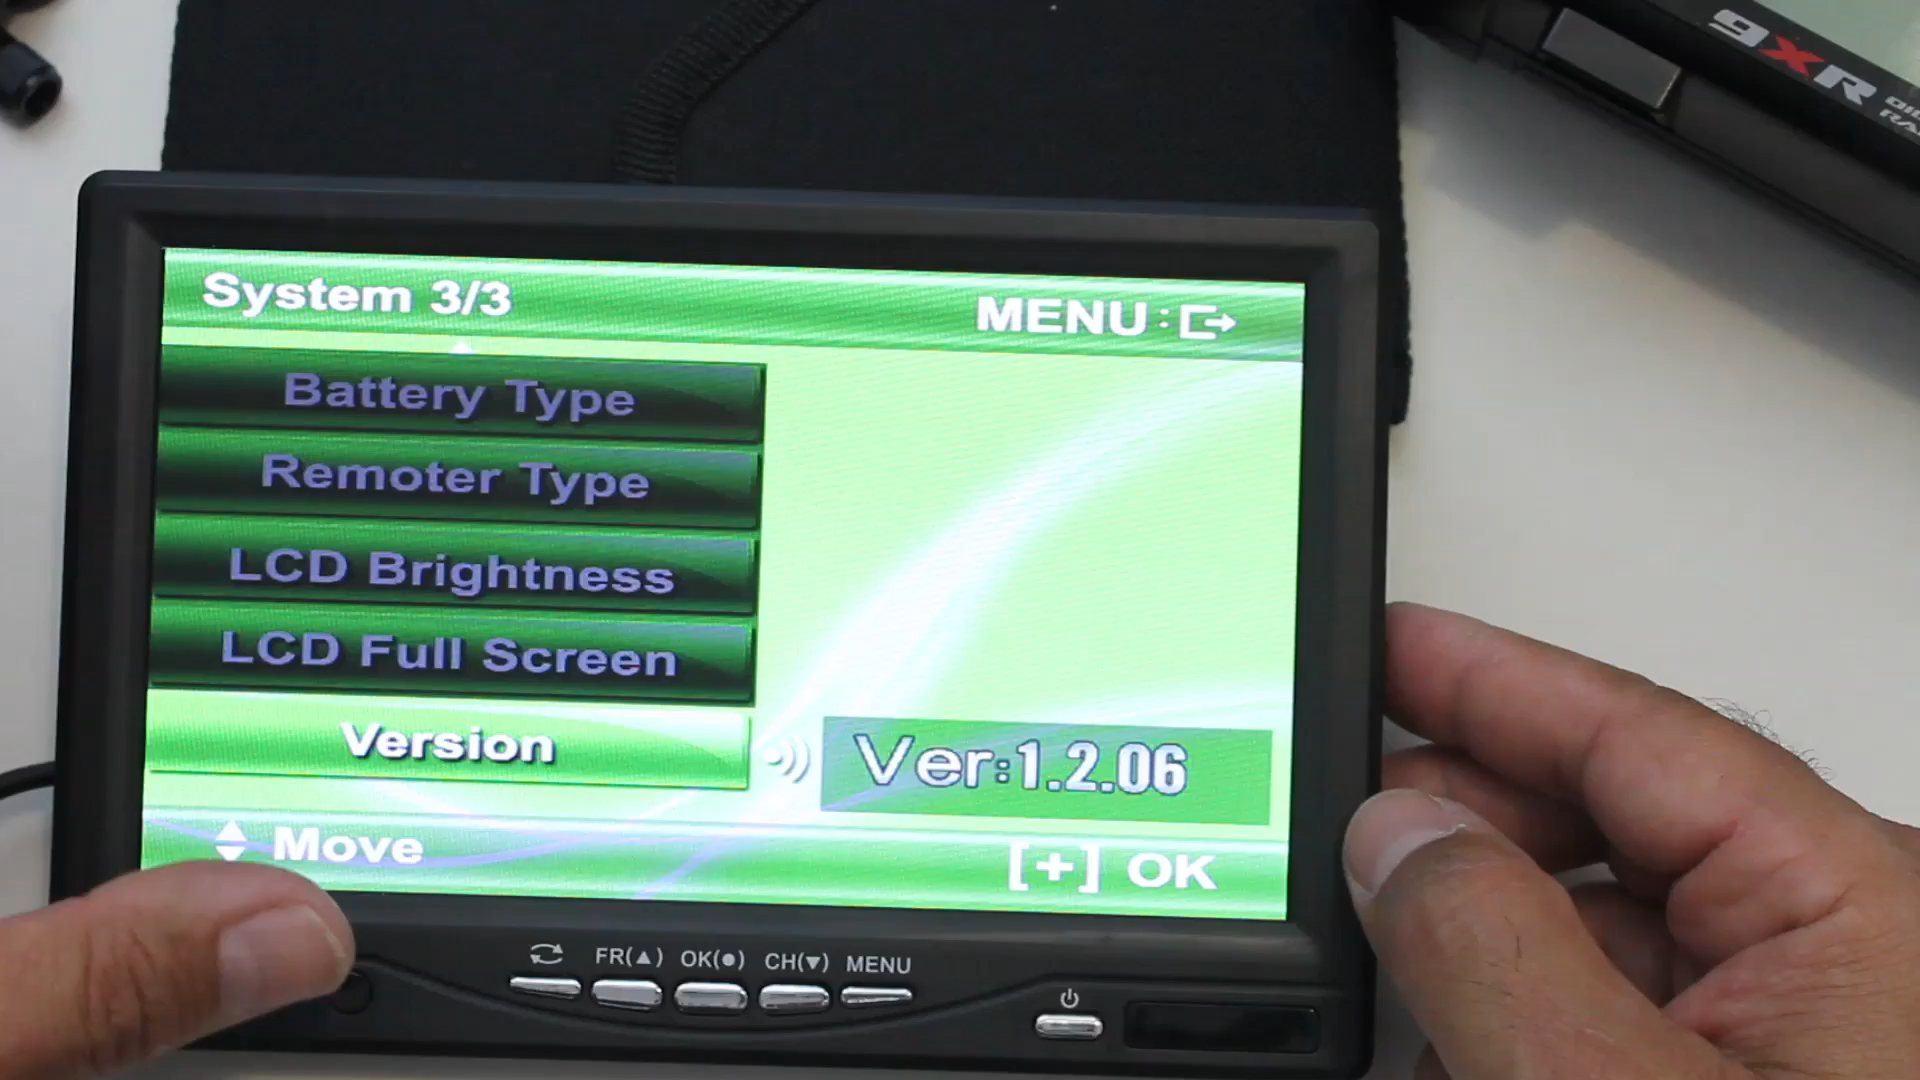 9XR
System 3/3
MENU:
Battery Type
Remoter Type
LCD Brightness
LCD Full Screen
Version
Ver:1.2.06
Move
[+] OK
FR(▲) OK(●) CH(▼) MENU